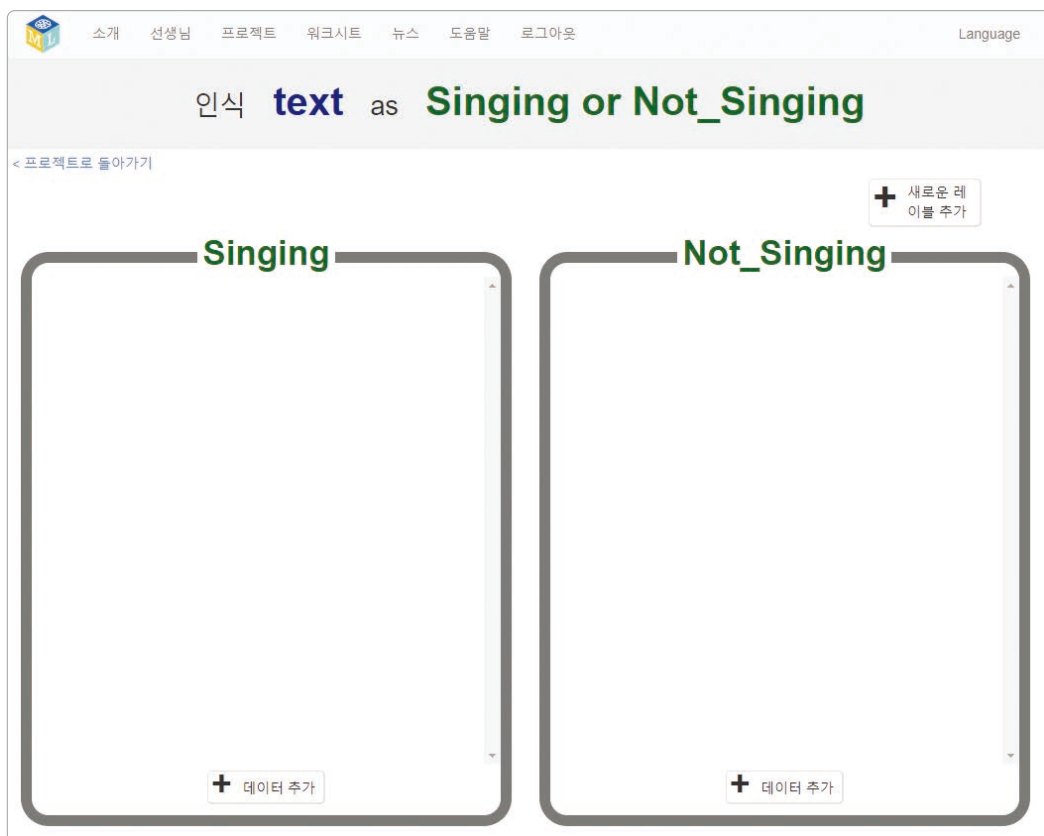 ML 소개 선생님 프로젝트 워크시트 뉴스 도움말 로그아웃 Language
인식 text as Singing or Not_Singing
< 프로젝트로 돌아가기
새로운 레
이블 추가
Singing
Not_Singing
데이터 추가
데이터 추가